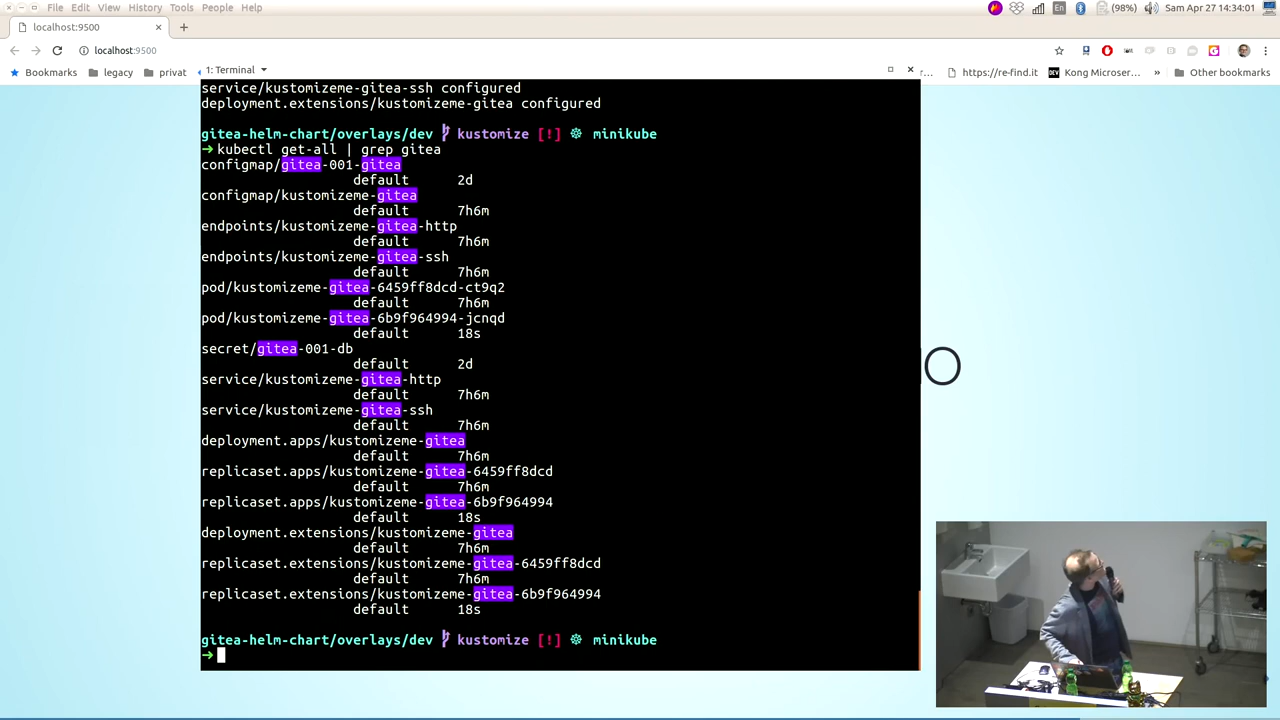 File Edit View History Tools People Help
En (98%) Sam Apr 27 14:34:01
localhost:9500
localhost:9500
Bookmarks legacy privat
1: Terminal
https://re-find.it DEV Kong Microser... » Other bookmarks
service/kustomizeme-gitea-ssh configured
deployment.extensions/kustomizeme-gitea configured
gitea-helm-chart/overlays/dev kustomize [!] ☸ minikube
➜ kubectl get-all | grep gitea
configmap/gitea-001-gitea
default 2d
configmap/kustomizeme-gitea
default 7h6m
endpoints/kustomizeme-gitea-http
default 7h6m
endpoints/kustomizeme-gitea-ssh
default 7h6m
pod/kustomizeme-gitea-6459ff8dcd-ct9q2
default 7h6m
pod/kustomizeme-gitea-6b9f964994-jcnqd
default 18s
secret/gitea-001-db
default 2d
service/kustomizeme-gitea-http
default 7h6m
service/kustomizeme-gitea-ssh
default 7h6m
deployment.apps/kustomizeme-gitea
default 7h6m
replicaset.apps/kustomizeme-gitea-6459ff8dcd
default 7h6m
replicaset.apps/kustomizeme-gitea-6b9f964994
default 18s
deployment.extensions/kustomizeme-gitea
default 7h6m
replicaset.extensions/kustomizeme-gitea-6459ff8dcd
default 7h6m
replicaset.extensions/kustomizeme-gitea-6b9f964994
default 18s
gitea-helm-chart/overlays/dev kustomize [!] ☸ minikube
➜